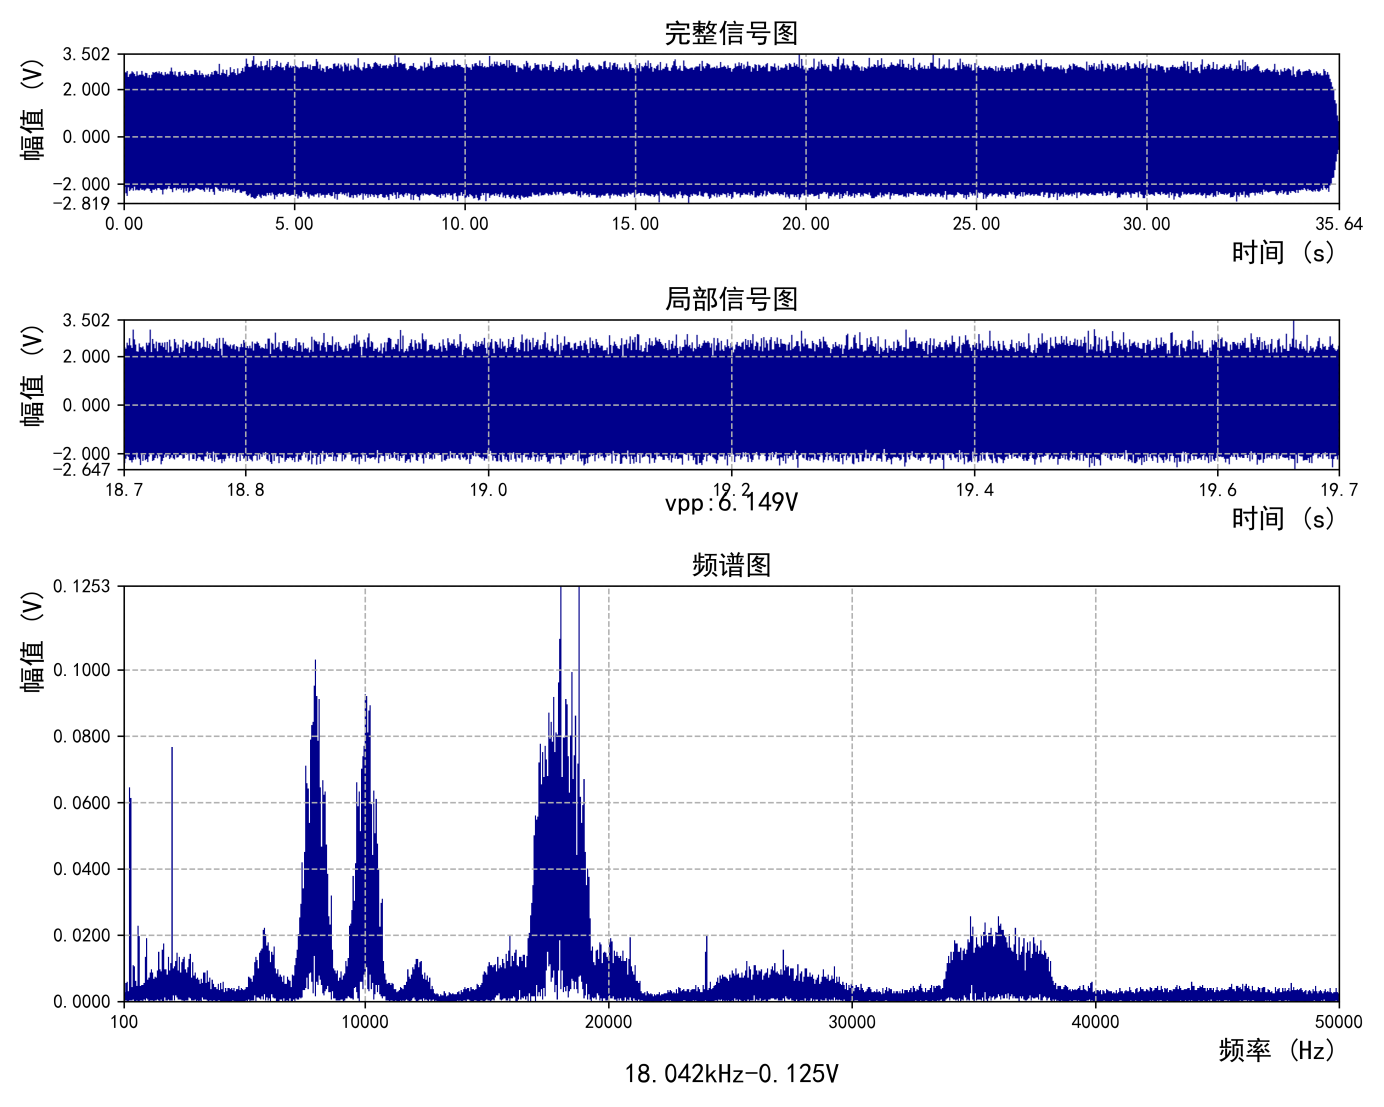 完整信号图
幅值 (V)
3.502
2.000
0.000
−2.000
−2.819
0.00 5.00 10.00 15.00 20.00 25.00 30.00 35.64
时间 (s)
局部信号图
幅值 (V)
3.502
2.000
0.000
−2.000
−2.647
18.7 18.8 19.0 19.2 19.4 19.6 19.7
vpp:6.149V
时间 (s)
频谱图
幅值 (V)
0.1253
0.1000
0.0800
0.0600
0.0400
0.0200
0.0000
100 10000 20000 30000 40000 50000
频率 (Hz)
18.042kHz−0.125V